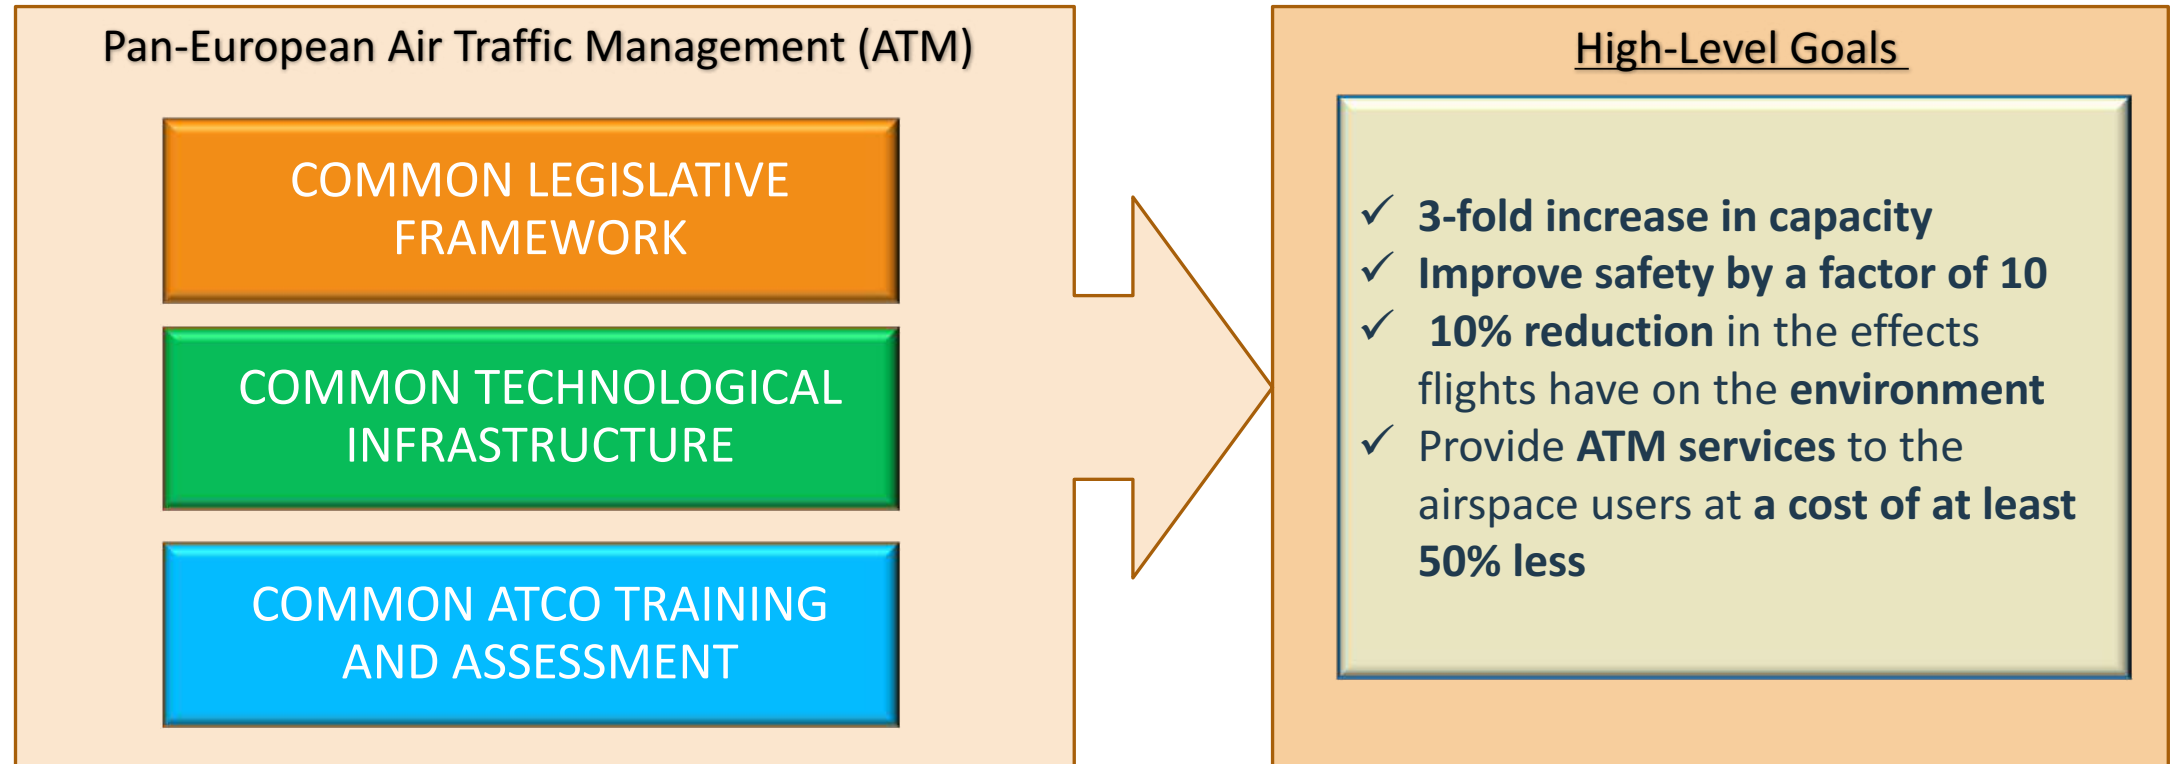 Pan-European Air Traffic Management (ATM)
COMMON LEGISLATIVE
FRAMEWORK
COMMON TECHNOLOGICAL
INFRASTRUCTURE
COMMON ATCO TRAINING
AND ASSESSMENT
High-Level Goals
✓ 3-fold increase in capacity
✓ Improve safety by a factor of 10
✓ 10% reduction in the effects
flights have on the environment
✓ Provide ATM services to the
airspace users at a cost of at least
50% less